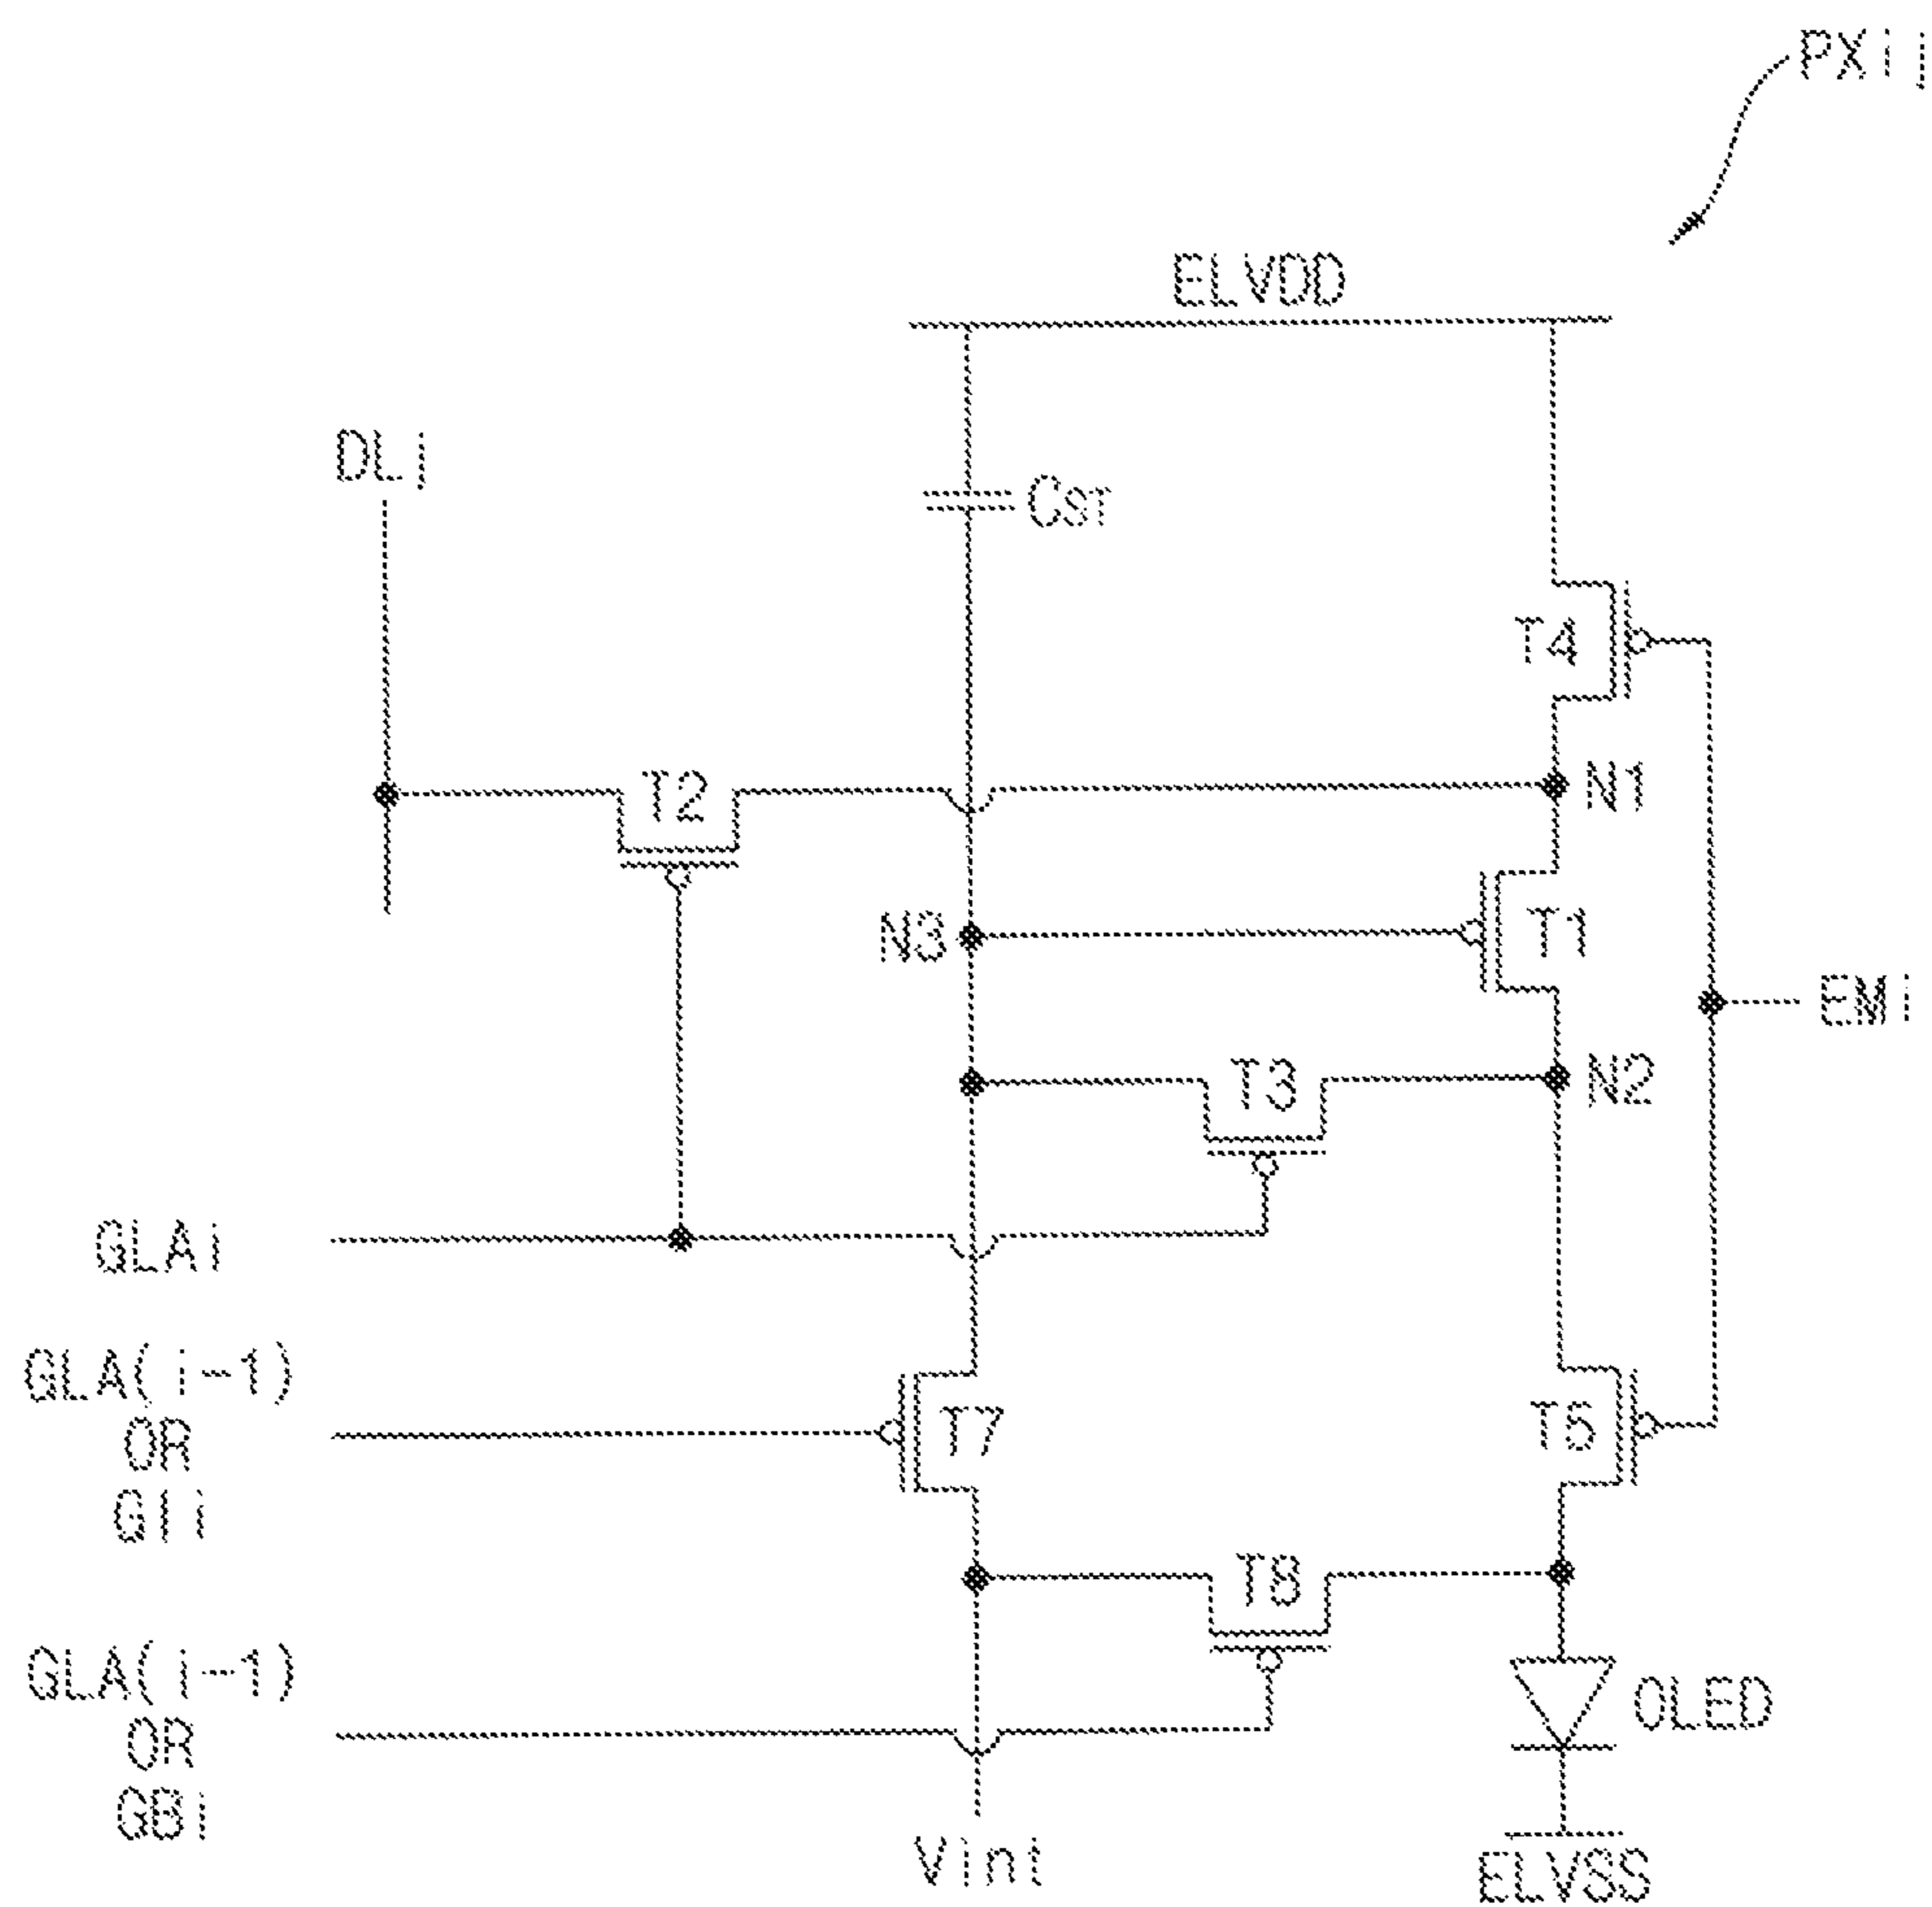 PXij
ELVDD
DLj
CST
T4
T2
N1
N3
T1
EMi
T3
N2
GLAi
GLA(i-1)
OR
GIi
T7
T5
T8
GLA(i-1)
OR
GBi
OLED
Vint
ELVSS